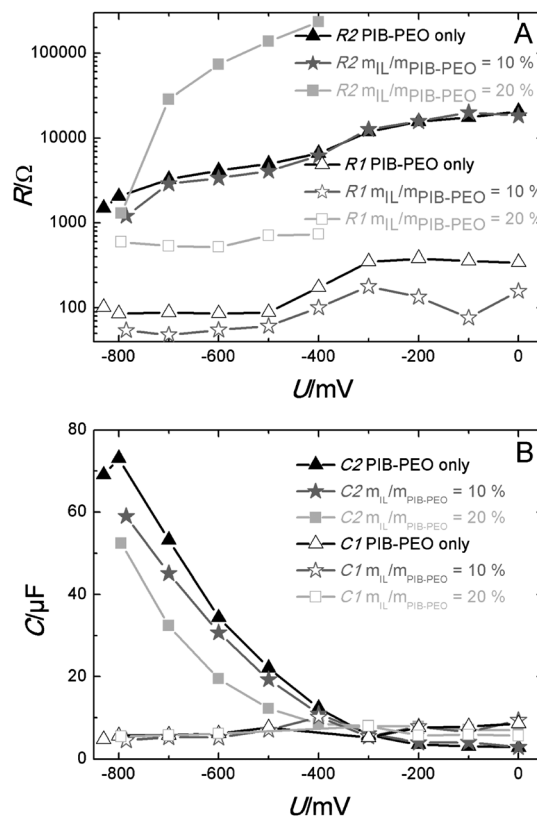 A
R2 PIB-PEO only
R2 mIL/mPIB-PEO = 10 %
R2 mIL/mPIB-PEO = 20 %
R1 PIB-PEO only
R1 mIL/mPIB-PEO = 10 %
R1 mIL/mPIB-PEO = 20 %
R/Ω
100000
10000
1000
100
-800 -600 -400 -200 0
U/mV
B
C2 PIB-PEO only
C2 mIL/mPIB-PEO = 10 %
C2 mIL/mPIB-PEO = 20 %
C1 PIB-PEO only
C1 mIL/mPIB-PEO = 10 %
C1 mIL/mPIB-PEO = 20 %
C/μF
80
60
40
20
0
-800 -600 -400 -200 0
U/mV